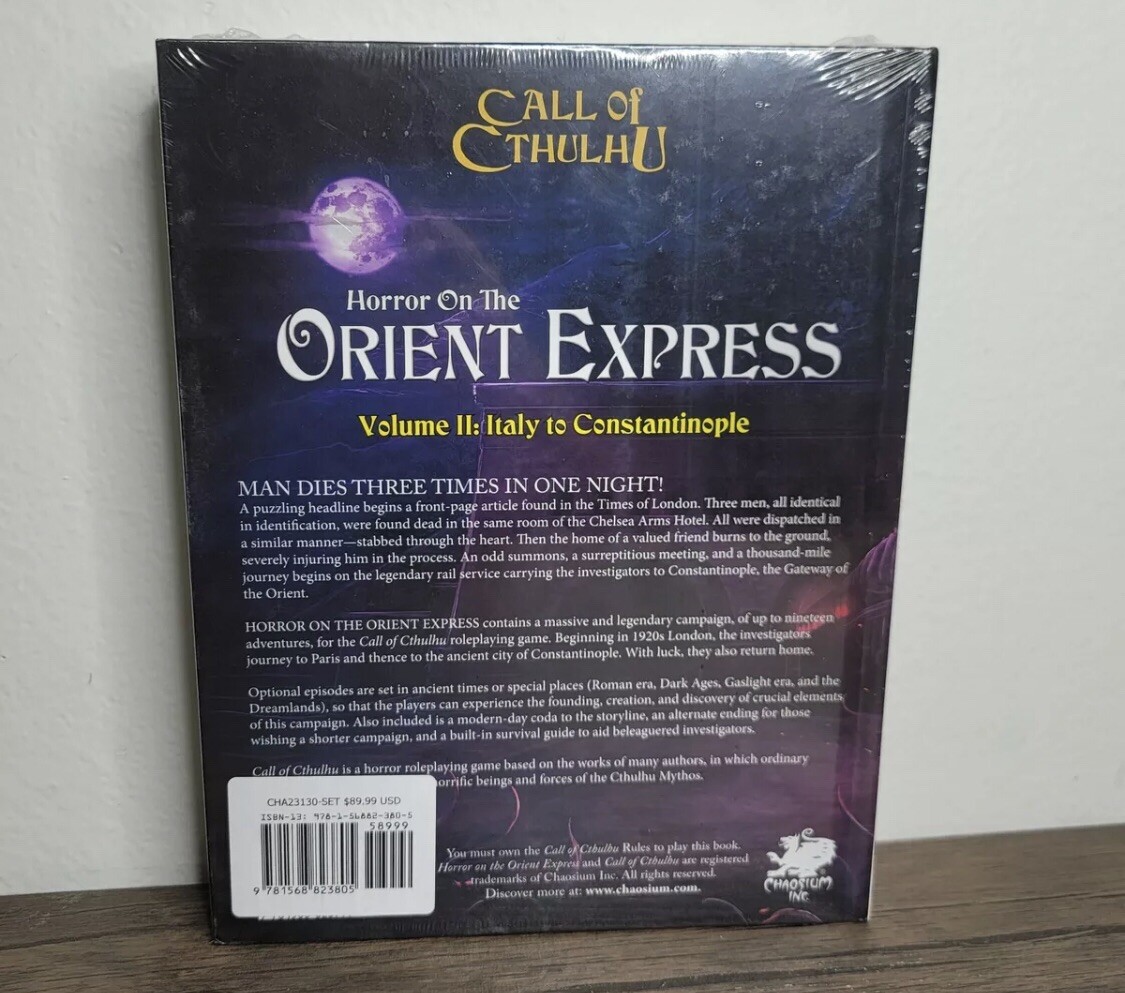 CALL OF
CTHULHU
Horror On The
ORIENT EXPRESS
Volume II: Italy to Constantinople
MAN DIES THREE TIMES IN ONE NIGHT!
A puzzling headline begins a front-page article found in the Times of London. Three men, all identical
in identification, were found dead in the same room of the Chelsea Arms Hotel. All were dispatched in
a similar manner—stabbed through the heart. Then the home of a valued friend burns to the ground,
severely injuring him in the process. An odd summons, a surreptitious meeting, and a thousand-mile
journey begins on the legendary rail service carrying the investigators to Constantinople, the Gateway of
the Orient.
HORROR ON THE ORIENT EXPRESS contains a massive and legendary campaign, of up to nineteen
adventures, for the Call of Cthulhu roleplaying game. Beginning in 1920s London, the investigators
journey to Paris and thence to the ancient city of Constantinople. With luck, they also return home.
Optional episodes are set in ancient times or special places (Roman era, Dark Ages, Gaslight era, and the
Dreamlands), so that the players can experience the founding, creation, and discovery of crucial elements
of this campaign. Also included is a modern-day coda to the storyline, an alternate ending for those
wishing a shorter campaign, and a built-in survival guide to aid beleaguered investigators.
Call of Cthulhu is a horror roleplaying game based on the works of many authors, in which ordinary
orrific beings and forces of the Cthulhu Mythos.
CHA23130-SET $89.99 USD
ISBN-13: 978-1-56882-380-5
58999
9 781568 823805
You must own the Call of Cthulhu Rules to play this book.
Horror on the Orient Express and Call of Cthulhu are registered
trademarks of Chaosium Inc. All rights reserved.
Discover more at: www.chaosium.com.
CHAOSIUM
INC.